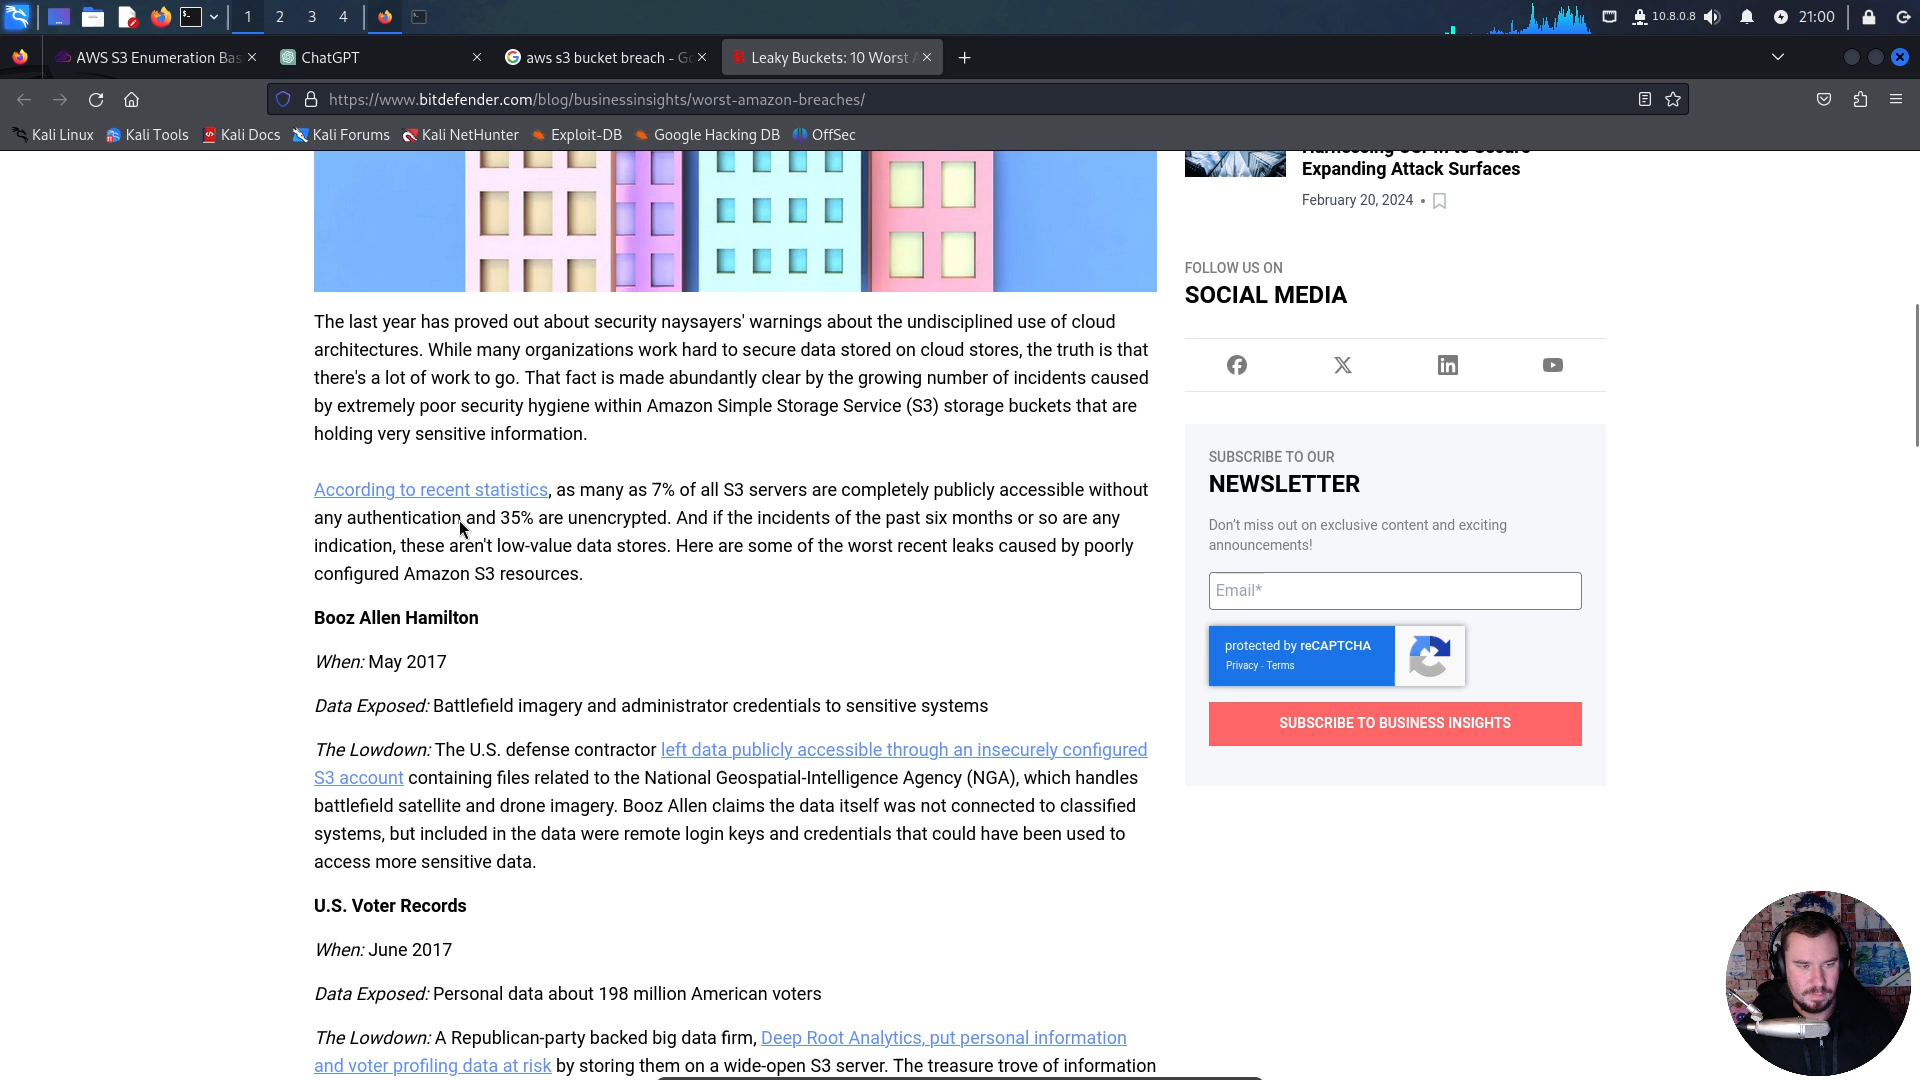 1 2 3 4 10.8.0.8 21:00
AWS S3 Enumeration Bas ChatGPT aws s3 bucket breach - Go Leaky Buckets: 10 Worst A
https://www.bitdefender.com/blog/businessinsights/worst-amazon-breaches/
Kali Linux Kali Tools Kali Docs Kali Forums Kali NetHunter Exploit-DB Google Hacking DB OffSec
Expanding Attack Surfaces
February 20, 2024 •
FOLLOW US ON
SOCIAL MEDIA
The last year has proved out about security naysayers' warnings about the undisciplined use of cloud
architectures. While many organizations work hard to secure data stored on cloud stores, the truth is that
there's a lot of work to go. That fact is made abundantly clear by the growing number of incidents caused
by extremely poor security hygiene within Amazon Simple Storage Service (S3) storage buckets that are
holding very sensitive information.
According to recent statistics, as many as 7% of all S3 servers are completely publicly accessible without
any authentication and 35% are unencrypted. And if the incidents of the past six months or so are any
indication, these aren't low-value data stores. Here are some of the worst recent leaks caused by poorly
configured Amazon S3 resources.
Booz Allen Hamilton
When: May 2017
Data Exposed: Battlefield imagery and administrator credentials to sensitive systems
The Lowdown: The U.S. defense contractor left data publicly accessible through an insecurely configured
S3 account containing files related to the National Geospatial-Intelligence Agency (NGA), which handles
battlefield satellite and drone imagery. Booz Allen claims the data itself was not connected to classified
systems, but included in the data were remote login keys and credentials that could have been used to
access more sensitive data.
U.S. Voter Records
When: June 2017
Data Exposed: Personal data about 198 million American voters
The Lowdown: A Republican-party backed big data firm, Deep Root Analytics, put personal information
and voter profiling data at risk by storing them on a wide-open S3 server. The treasure trove of information
SUBSCRIBE TO OUR
NEWSLETTER
Don't miss out on exclusive content and exciting
announcements!
Email*
protected by reCAPTCHA
Privacy - Terms
SUBSCRIBE TO BUSINESS INSIGHTS